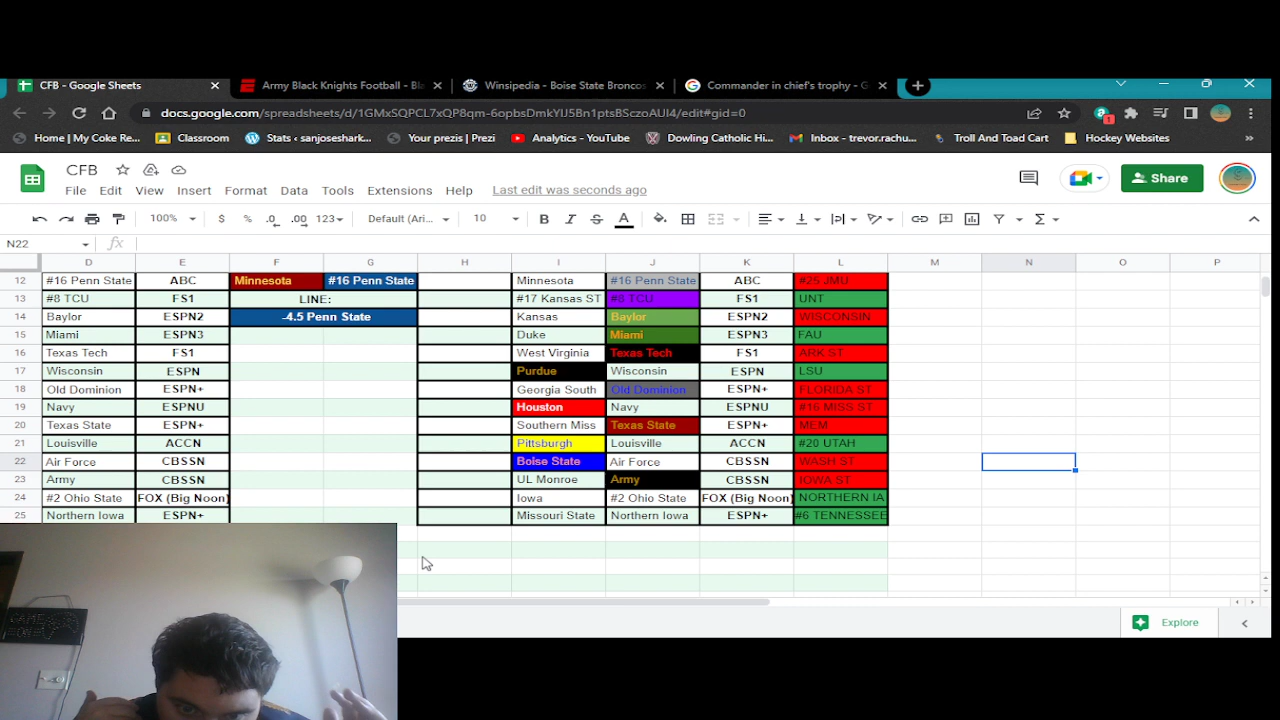 CFB - Google Sheets
Army Black Knights Football - Bl
Winsipedia - Boise State Broncos
Commander in chief's trophy - G
docs.google.com/spreadsheets/d/1GMxSQPCL7xQP8qm-6opbsDmkYlJ5Bn1ptsBSczoAUI4/edit#gid=0
Home | My Coke Re...
Classroom
Stats ‹ sanjoseshark...
Your prezis | Prezi
Analytics - YouTube
Dowling Catholic Hi...
Inbox - trevor.rachu...
Troll And Toad Cart
Hockey Websites
CFB
File Edit View Insert Format Data Tools Extensions Help Last edit was seconds ago
Share
100% $ % .0 .00 123 Default (Ari... 10 B I S A
N22 fx
D E F G H I J K L M N O P
12 #16 Penn State ABC Minnesota #16 Penn State Minnesota #16 Penn State ABC #25 JMU
13 #8 TCU FS1 LINE: #17 Kansas ST #8 TCU FS1 UNT
14 Baylor ESPN2 -4.5 Penn State Kansas Baylor ESPN2 WISCONSIN
15 Miami ESPN3 Duke Miami ESPN3 FAU
16 Texas Tech FS1 West Virginia Texas Tech FS1 ARK ST
17 Wisconsin ESPN Purdue Wisconsin ESPN LSU
18 Old Dominion ESPN+ Georgia South Old Dominion ESPN+ FLORIDA ST
19 Navy ESPNU Houston Navy ESPNU #16 MISS ST
20 Texas State ESPN+ Southern Miss Texas State ESPN+ MEM
21 Louisville ACCN Pittsburgh Louisville ACCN #20 UTAH
22 Air Force CBSSN Boise State Air Force CBSSN WASH ST
23 Army CBSSN UL Monroe Army CBSSN IOWA ST
24 #2 Ohio State FOX (Big Noon) Iowa #2 Ohio State FOX (Big Noon) NORTHERN IA
25 Northern Iowa ESPN+ Missouri State Northern Iowa ESPN+ #6 TENNESSEE
Explore
GAME